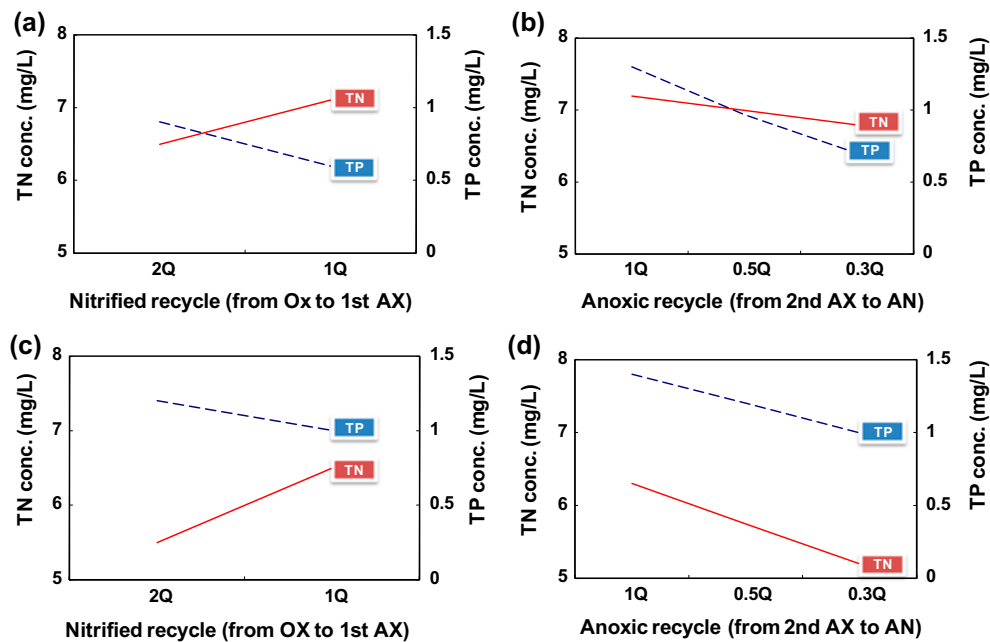 (a)
8
7
6
5
TN conc. (mg/L)
1.5
1
0.5
0
TP conc. (mg/L)
TN
TP
2Q 1Q
Nitrified recycle (from Ox to 1st AX)
(b)
8
7
6
5
TN conc. (mg/L)
1.5
1
0.5
0
TP conc. (mg/L)
TN
TP
1Q 0.5Q 0.3Q
Anoxic recycle (from 2nd AX to AN)
(c)
8
7
6
5
TN conc. (mg/L)
1.5
1
0.5
0
TP conc. (mg/L)
TP
TN
2Q 1Q
Nitrified recycle (from OX to 1st AX)
(d)
8
7
6
5
TN conc. (mg/L)
1.5
1
0.5
0
TP conc. (mg/L)
TP
TN
1Q 0.5Q 0.3Q
Anoxic recycle (from 2nd AX to AN)